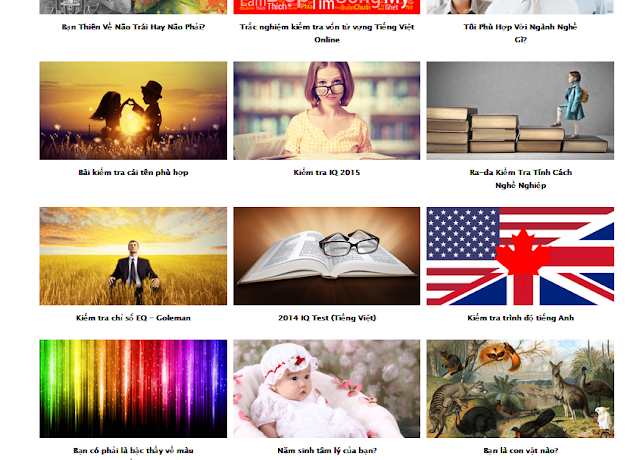 Thích
Tìm
Bạn Thiên Về Não Trái Hay Não Phải?
Trắc nghiệm kiểm tra vốn từ vựng Tiếng Việt
Online
Tôi Phù Hợp Với Ngành Nghề
Gì?
Bài kiểm tra cái tên phù hợp
Kiểm tra IQ 2015
Ra-đa Kiểm Tra Tính Cách
Nghề Nghiệp
Kiểm tra chỉ số EQ - Goleman
2014 IQ Test (Tiếng Việt)
Kiểm tra trình độ tiếng Anh
Bạn có phải là bậc thầy về màu
Năm sinh tâm lý của bạn?
Bạn là con vật nào?